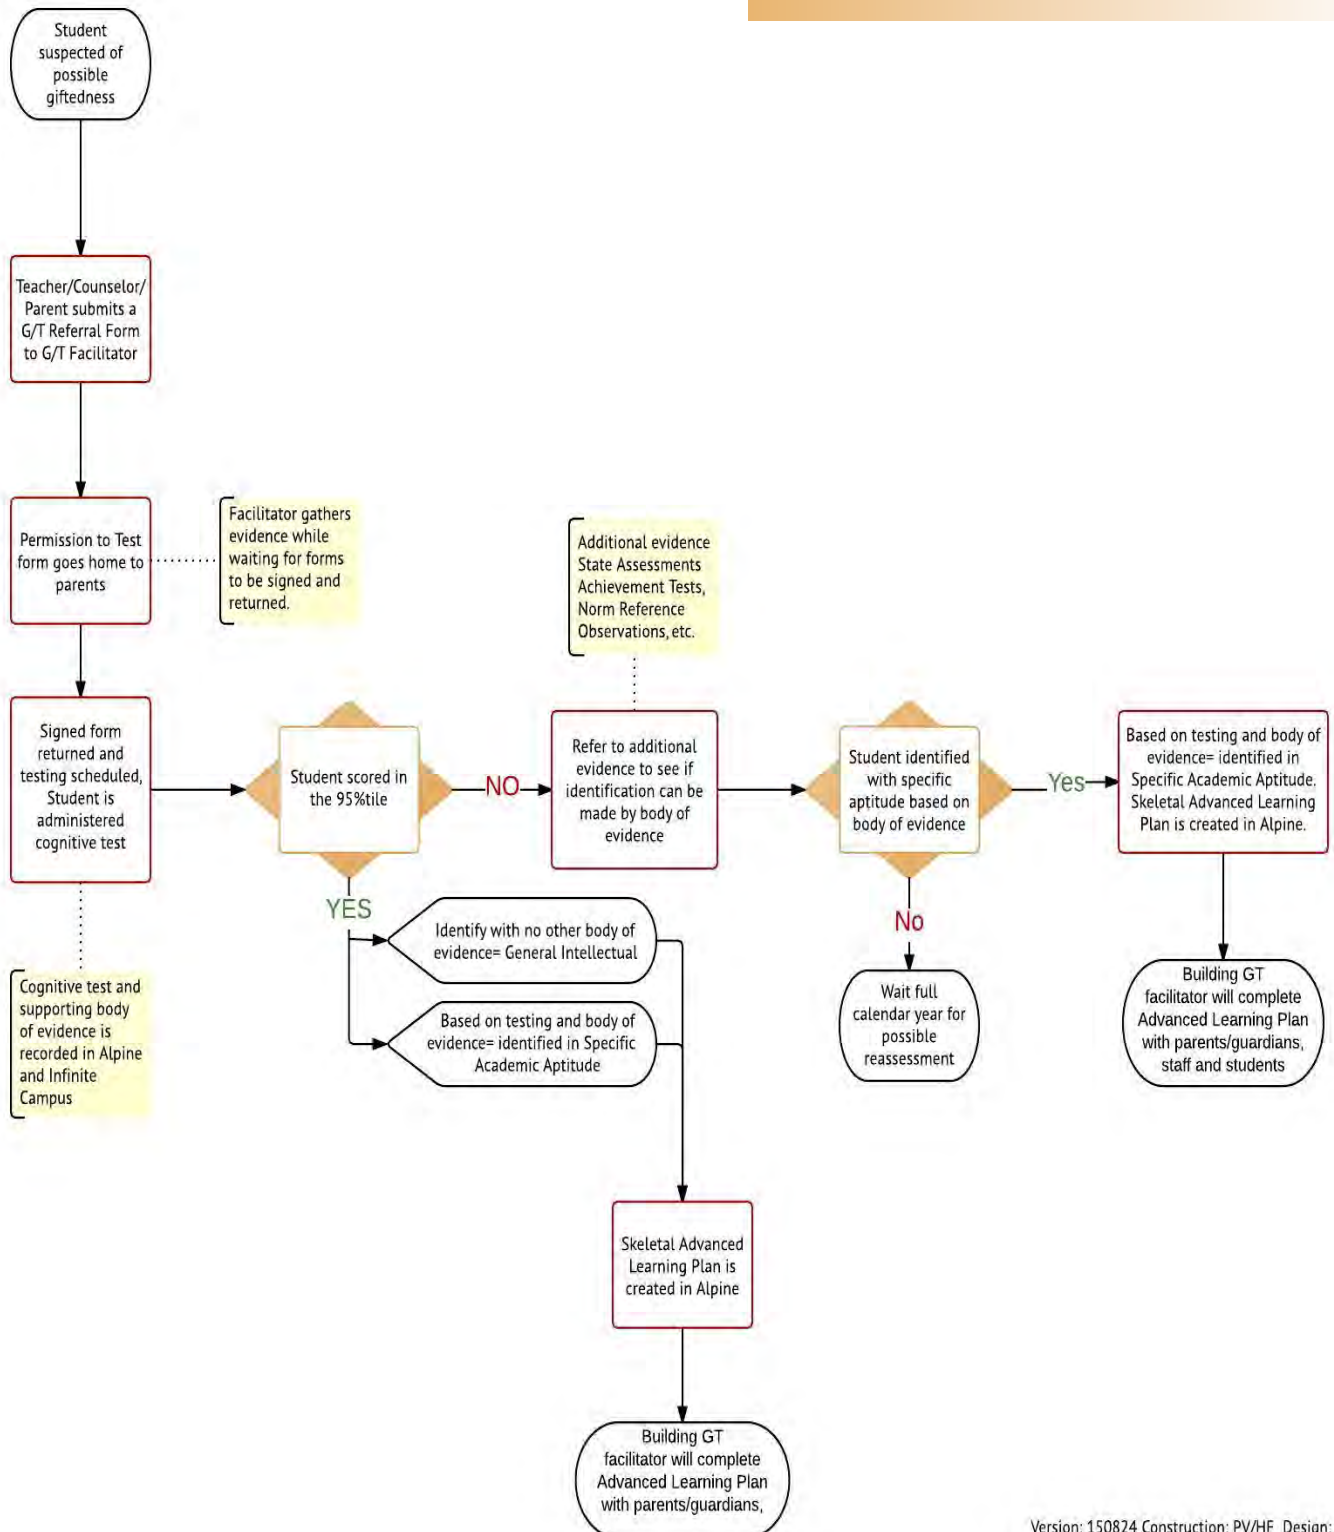 Student
suspected of
possible
giftedness
Teacher/Counselor/
Parent submits a
G/T Referral Form
to G/T Facilitator
Permission to Test
form goes home to
parents
Facilitator gathers
evidence while
waiting for forms
to be signed and
returned.
Additional evidence
State Assessments
Achievement Tests,
Norm Reference
Observations, etc.
Signed form
returned and
testing scheduled,
Student is
administered
cognitive test
Student scored in
the 95%tile
NO
Refer to additional
evidence to see if
identification can be
made by body of
evidence
Student identified
with specific
aptitude based on
body of evidence
Yes
Based on testing and body of
evidence= identified in
Specific Academic Aptitude.
Skeletal Advanced Learning
Plan is created in Alpine.
YES
Identify with no other body of
evidence= General Intellectual
Based on testing and body of
evidence= identified in Specific
Academic Aptitude
No
Wait full
calendar year for
possible
reassessment
Building GT
facilitator will complete
Advanced Learning Plan
with parents/guardians,
staff and students
Cognitive test and
supporting body
of evidence is
recorded in Alpine
and Infinite
Campus
Skeletal Advanced
Learning Plan is
created in Alpine
Building GT
facilitator will complete
Advanced Learning Plan
with parents/guardians,
Version: 150824 Construction: PV/HF Design: